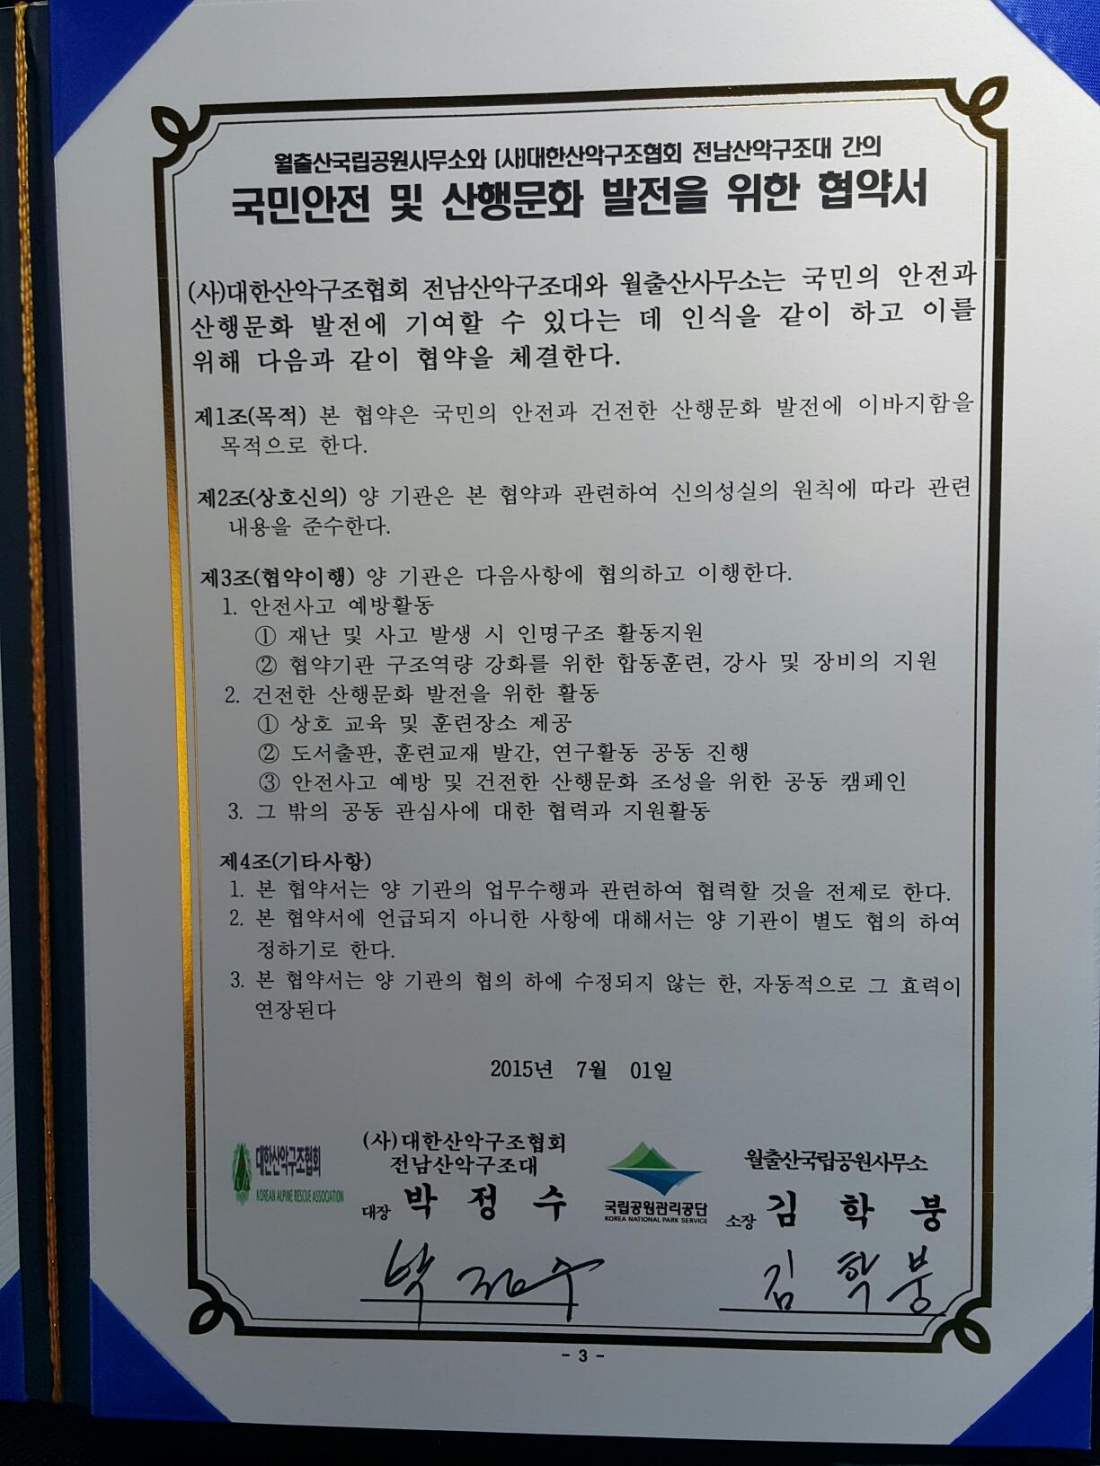 월출산국립공원사무소와 (사)대한산악구조협회 전남산악구조대 간의
국민안전 및 산행문화 발전을 위한 협약서
(사)대한산악구조협회 전남산악구조대와 월출산사무소는 국민의 안전과
산행문화 발전에 기여할 수 있다는 데 인식을 같이 하고 이를
위해 다음과 같이 협약을 체결한다.
제1조(목적) 본 협약은 국민의 안전과 건전한 산행문화 발전에 이바지함을
목적으로 한다.
제2조(상호신의) 양 기관은 본 협약과 관련하여 신의성실의 원칙에 따라 관련
내용을 준수한다.
제3조(협약이행) 양 기관은 다음사항에 협의하고 이행한다.
1. 안전사고 예방활동
① 재난 및 사고 발생 시 인명구조 활동지원
② 협약기관 구조역량 강화를 위한 합동훈련, 강사 및 장비의 지원
2. 건전한 산행문화 발전을 위한 활동
① 상호 교육 및 훈련장소 제공
② 도서출판, 훈련교재 발간, 연구활동 공동 진행
③ 안전사고 예방 및 건전한 산행문화 조성을 위한 공동 캠페인
3. 그 밖의 공동 관심사에 대한 협력과 지원활동
제4조(기타사항)
1. 본 협약서는 양 기관의 업무수행과 관련하여 협력할 것을 전제로 한다.
2. 본 협약서에 언급되지 아니한 사항에 대해서는 양 기관이 별도 협의 하여
정하기로 한다.
3. 본 협약서는 양 기관의 협의 하에 수정되지 않는 한, 자동적으로 그 효력이
연장된다
2015년 7월 01일
대한산악구조협회
KOREAN ALPINE RESCUE ASSOCIATION
(사)대한산악구조협회
전남산악구조대
대장 박 정 수
박 정수
국립공원관리공단
KOREA NATIONAL PARK SERVICE
월출산국립공원사무소
소장 김 학 붕
김 학 붕
- 3 -